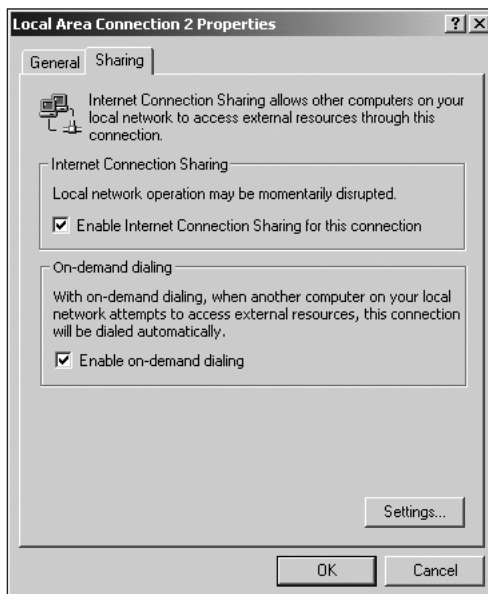 Local Area Connection 2 Properties
General
Sharing
Internet Connection Sharing allows other computers on your
local network to access external resources through this
connection.
Internet Connection Sharing
Local network operation may be momentarily disrupted.
Enable Internet Connection Sharing for this connection
On-demand dialing
With on-demand dialing, when another computer on your local
network attempts to access external resources, this connection
will be dialed automatically.
Enable on-demand dialing
Settings...
OK
Cancel